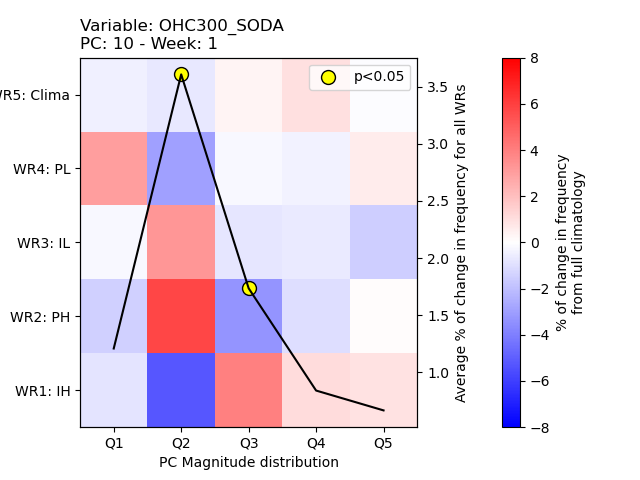 Variable: OHC300_SODA
PC: 10 - Week: 1
WR5: Clima
WR4: PL
WR3: IL
WR2: PH
WR1: IH
Q1 Q2 Q3 Q4 Q5
PC Magnitude distribution
p<0.05
3.5
3.0
2.5
2.0
1.5
1.0
Average % of change in frequency for all WRs
8
6
4
2
0
−2
−4
−6
−8
% of change in frequency
from full climatology